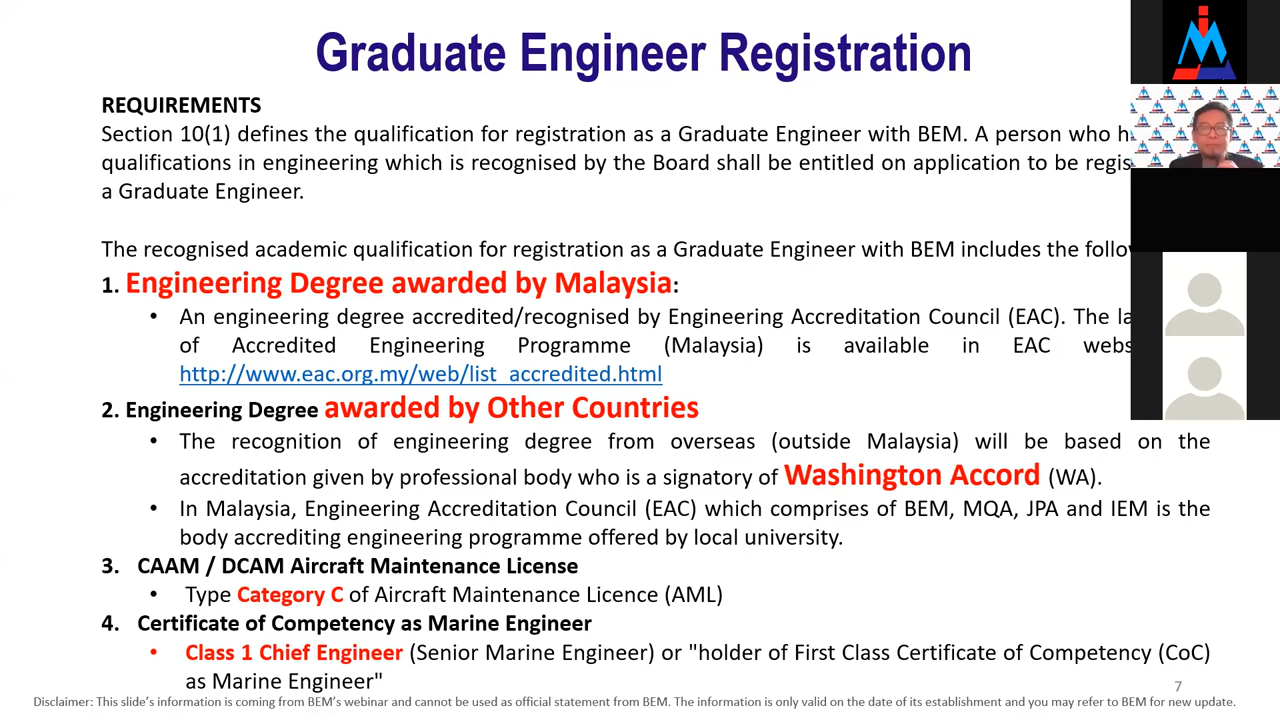 Graduate Engineer Registration
REQUIREMENTS
Section 10(1) defines the qualification for registration as a Graduate Engineer with BEM. A person who
qualifications in engineering which is recognised by the Board shall be entitled on application to be
a Graduate Engineer.
The recognised academic qualification for registration as a Graduate Engineer with BEM includes the
1. Engineering Degree awarded by Malaysia:
• An engineering degree accredited/recognised by Engineering Accreditation Council (EAC). The
of Accredited Engineering Programme (Malaysia) is available in EAC
http://www.eac.org.my/web/list_accredited.html
2. Engineering Degree awarded by Other Countries
• The recognition of engineering degree from overseas (outside Malaysia) will be based on the
accreditation given by professional body who is a signatory of Washington Accord (WA).
• In Malaysia, Engineering Accreditation Council (EAC) which comprises of BEM, MQA, JPA and IEM is the
body accrediting engineering programme offered by local university.
3. CAAM / DCAM Aircraft Maintenance License
• Type Category C of Aircraft Maintenance Licence (AML)
4. Certificate of Competency as Marine Engineer
• Class 1 Chief Engineer (Senior Marine Engineer) or "holder of First Class Certificate of Competency (CoC)
as Marine Engineer"
7
Disclaimer: This slide's information is coming from BEM's webinar and cannot be used as official statement from BEM. The information is only valid on the date of its establishment and you may refer to BEM for new update.